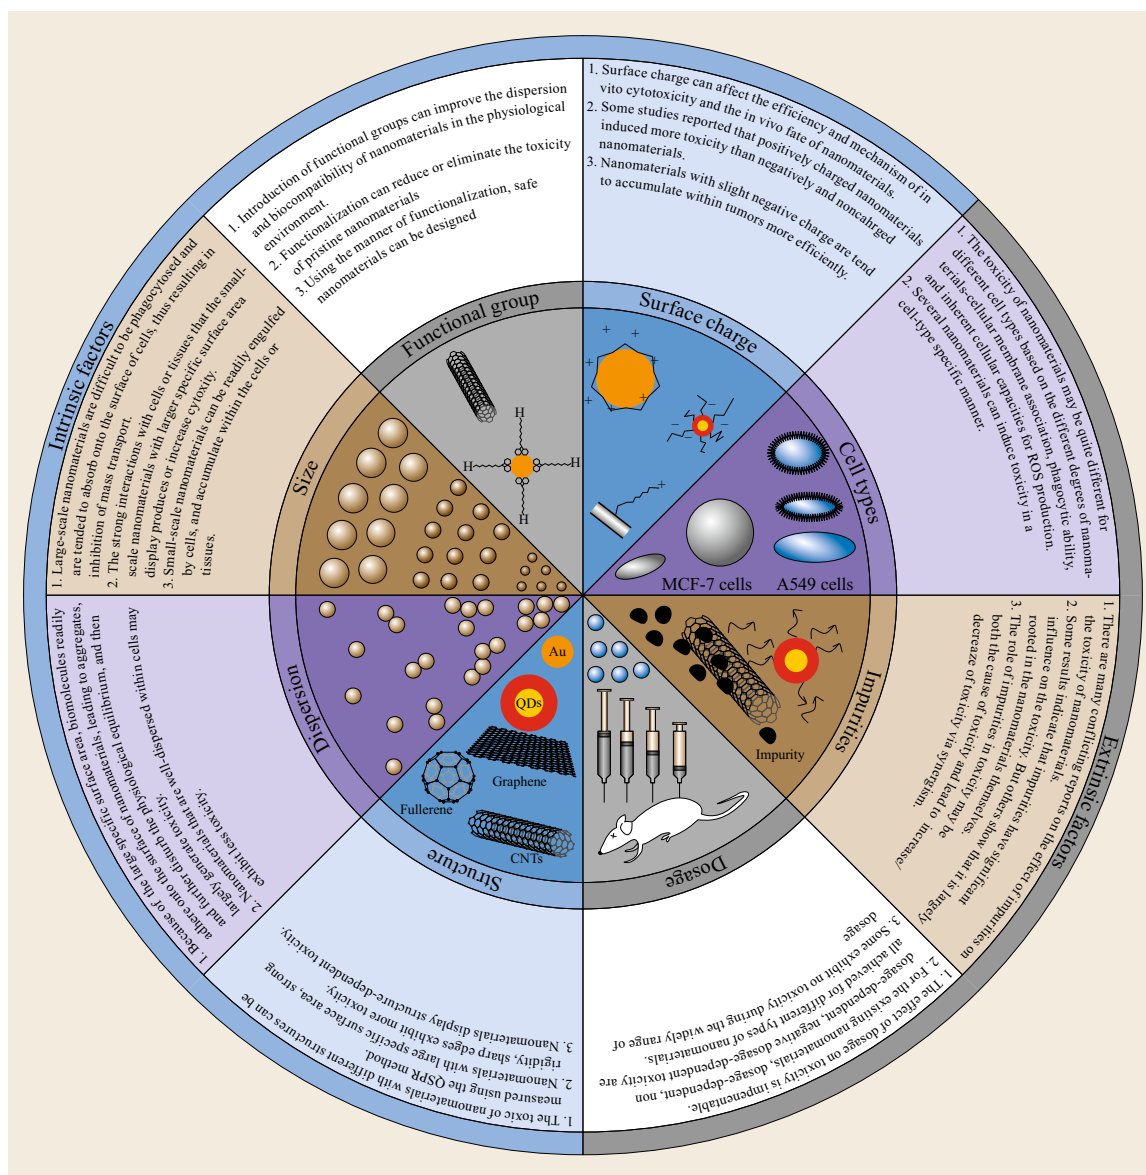 Intrinsic factors
Extrinsic factors
Functional group
1. Introduction of functional groups can improve the dispersion
and biocompatibility of nanomaterials in the physiological
environment.
2. Functionalization can reduce or eliminate the toxicity
of pristine nanomaterials
3. Using the manner of functionalization, safe
nanomaterials can be designed
H
H
H
H
Surface charge
1. Surface charge can affect the efficiency and mechanism of in
vito cytotoxicity and the in vivo fate of nanomaterials.
2. Some studies reported that positively charged nanomaterials
induced more toxicity than negatively and noncahrged
nanomaterials.
3. Nanomaterials with slight negative charge are tend
to accumulate within tumors more efficiently.
+
+
+
+
+
+
–
–
–
–
+
Cell types
1. The toxicity of nanomaterials may be quite different for
different cell types based on the different degrees of nanoma-
terial-cellular membrane association, phagocytic ability,
and inherent cellular capacities for ROS production.
2. Several nanomaterials can induce toxicity in a
cell-type specific manner.
MCF-7 cells
A549 cells
Impurities
1. There are many conflicting reports on the effect of impurities on
the toxicity of nanomaterials.
2. Some results indicate that impurities have significant
influence on the toxicity. But others show that it is largely
rooted in the nanomaterials themselves.
3. The role of impurities in toxicity may be
both the cause of toxicity and lead to increase/
decreaze of toxicity via synergism.
Impurity
Dosage
1. The effect of dosage on toxicity is impenentable.
2. For the existing nanomaterials, dosage-dependent, non
dosage-dependent, negative dosage-dependent toxicity are
all achieved for different types of nanomaterials.
3. Some exhibit no toxicity during the widely range of
dosage
Structure
1. The toxic of nanomaterials with different structures can be
measured using the QSPR method.
2. Nanomaterials with large specific surface area, strong
rigidity, sharp edges exhibit more toxicity.
3. Nanomaterials display structure-dependent toxicity.
Au
QDs
Graphene
Fullerene
CNTs
Dispersion
1. Because of the large specific surface area, biomolecules readily
adhere onto the surface of nanomaterials, leading to aggregates,
and further disturb the physiological equilibrium, and then
largely generate toxicity.
2. Nanomaterials that are well-dispersed within cells may
exhibit less toxicity.
Size
1. Large-scale nanomaterials are difficult to be phagocytosed and
are tended to absorb onto the surface of cells, thus resulting in
inhibition of mass transport.
2. The strong interactions with cells or tissues that the small-
scale nanomaterials with larger specific surface area
display produces or increase cytoxity.
3. Small-scale nanomaterials can be readily engulfed
by cells, and accumulate within the cells or
tissues.